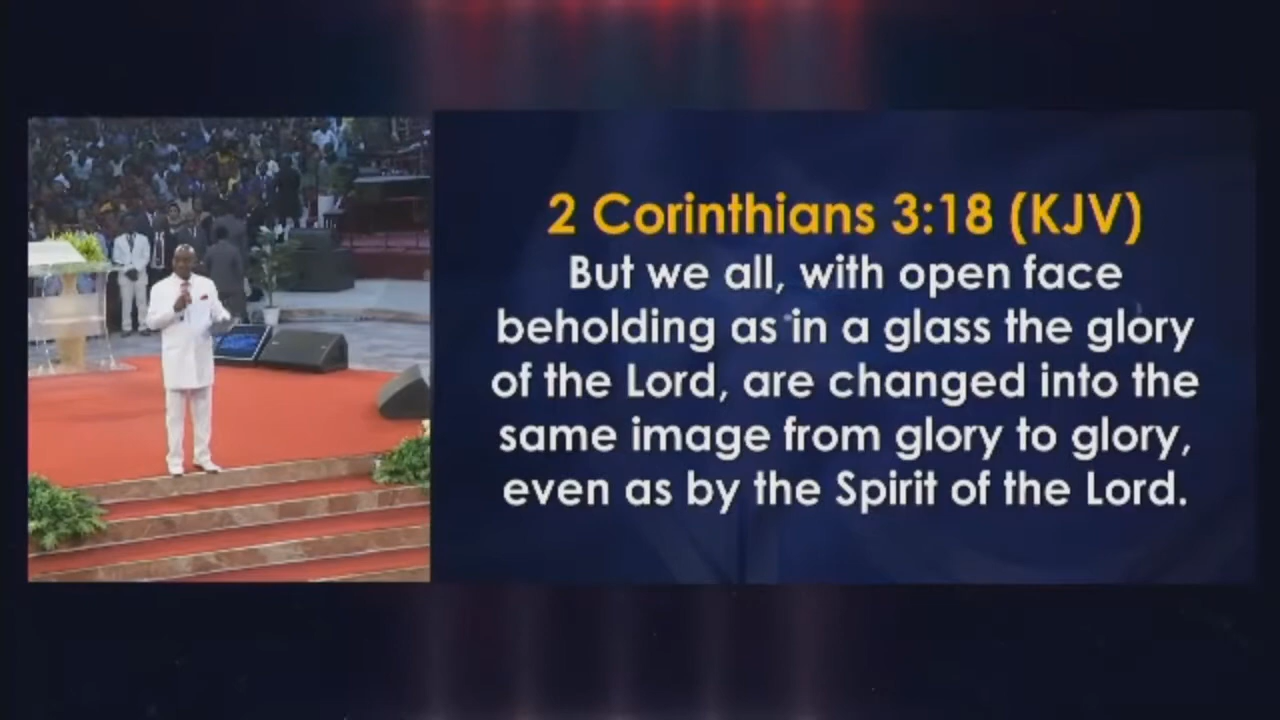 2 Corinthians 3:18 (KJV)
But we all, with open face
beholding as in a glass the glory
of the Lord, are changed into the
same image from glory to glory,
even as by the Spirit of the Lord.